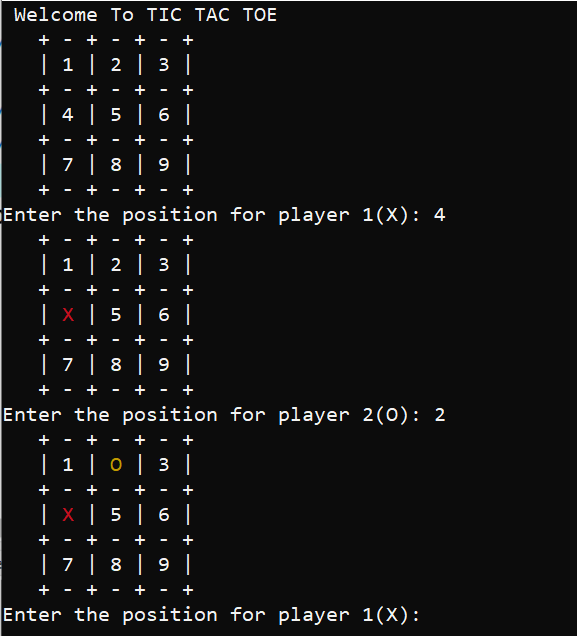 Welcome To TIC TAC TOE
+ - + - + - +
| 1 | 2 | 3 |
+ - + - + - +
| 4 | 5 | 6 |
+ - + - + - +
| 7 | 8 | 9 |
+ - + - + - +
Enter the position for player 1(X): 4
+ - + - + - +
| 1 | 2 | 3 |
+ - + - + - +
| X | 5 | 6 |
+ - + - + - +
| 7 | 8 | 9 |
+ - + - + - +
Enter the position for player 2(O): 2
+ - + - + - +
| 1 | O | 3 |
+ - + - + - +
| X | 5 | 6 |
+ - + - + - +
| 7 | 8 | 9 |
+ - + - + - +
Enter the position for player 1(X):